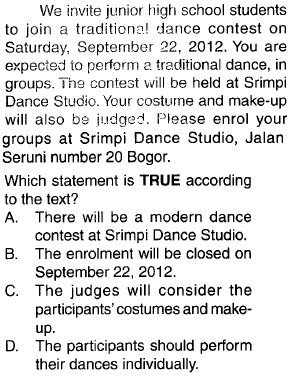 We invite junior high school students
to join a traditional dance contest on
Saturday, September 22, 2012. You are
expected to perform a traditional dance, in
groups. The contest will be held at Srimpi
Dance Studio. Your costume and make-up
will also be judged. Please enrol your
groups at Srimpi Dance Studio, Jalan
Seruni number 20 Bogor.
Which statement is TRUE according
to the text?
A. There will be a modern dance
contest at Srimpi Dance Studio.
B. The enrolment will be closed on
September 22, 2012.
C. The judges will consider the
participants' costumes and make-
up.
D. The participants should perform
their dances individually.